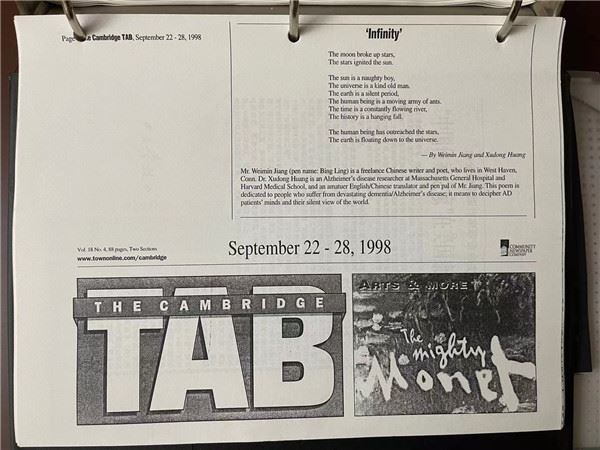 Page The Cambridge TAB, September 22 - 28, 1998
'Infinity'
The moon broke up stars,
The stars ignited the sun.
The sun is a naughty boy,
The universe is a kind old man.
The earth is a silent period,
The human being is a moving army of ants.
The time is a constantly flowing river,
The history is a hanging fall.
The human being has outreached the stars,
The earth is floating down to the universe.
— By Weimin Jiang and Xudong Huang
Mr. Weimin Jiang (pen name: Bing Ling) is a freelance Chinese writer and poet, who lives in West Haven,
Conn. Dr. Xudong Huang is an Alzheimer's disease researcher at Massachusetts General Hospital and
Harvard Medical School, and an amatuer English/Chinese translator and pen pal of Mr. Jiang. This poem is
dedicated to people who suffer from devastating dementia/Alzheimer's disease; it means to decipher AD
patients' minds and their silent view of the world.
Vol. 18 No. 4, 88 pages, Two Sections
www.townonline.com/cambridge
September 22 - 28, 1998
COMMUNITY
NEWSPAPER
COMPANY
THE CAMBRIDGE
TAB
ARTS & MORE
The
mighty
Monet